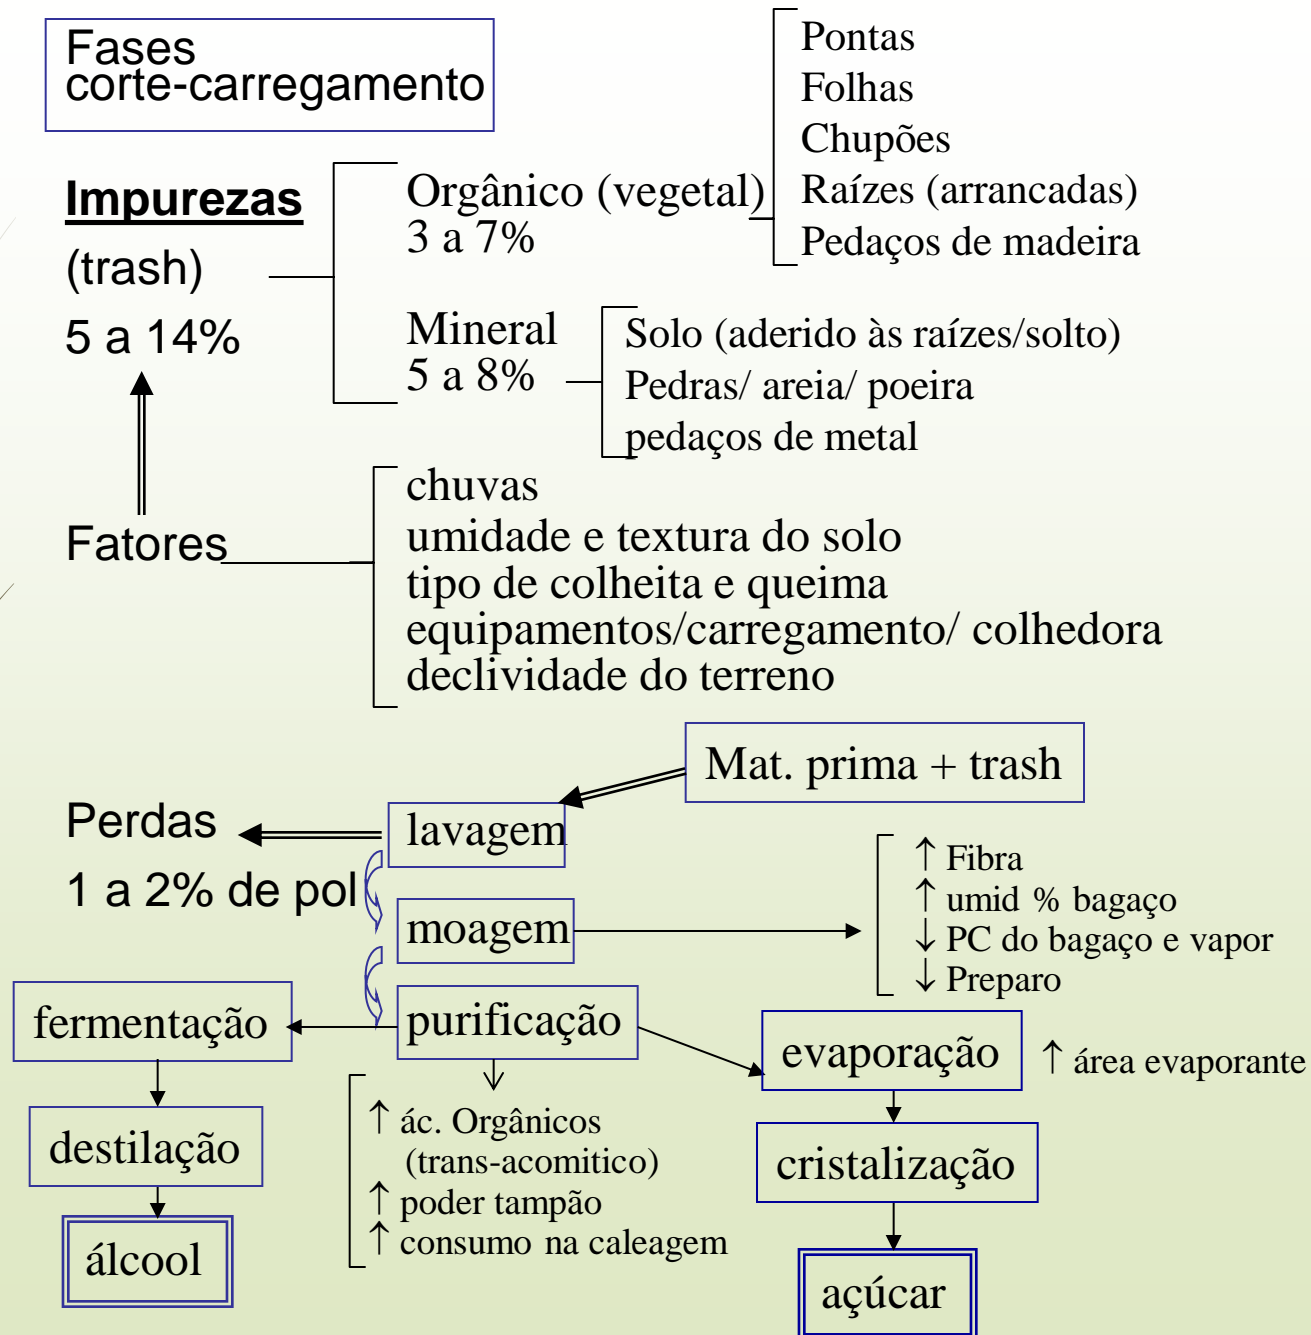 Fases
corte-carregamento
Impurezas
(trash)
5 a 14%
Orgânico (vegetal)
3 a 7%
Pontas
Folhas
Chupões
Raízes (arrancadas)
Pedaços de madeira
Mineral
5 a 8%
Solo (aderido às raízes/solto)
Pedras/ areia/ poeira
pedaços de metal
Fatores
chuvas
umidade e textura do solo
tipo de colheita e queima
equipamentos/carregamento/ colhedora
declividade do terreno
Mat. prima + trash
lavagem
Perdas
1 a 2% de pol
moagem
↑ Fibra
↑ umid % bagaço
↓ PC do bagaço e vapor
↓ Preparo
purificação
fermentação
destilação
álcool
↑ ác. Orgânicos
(trans-acomitico)
↑ poder tampão
↑ consumo na caleagem
evaporação
↑ área evaporante
cristalização
açúcar